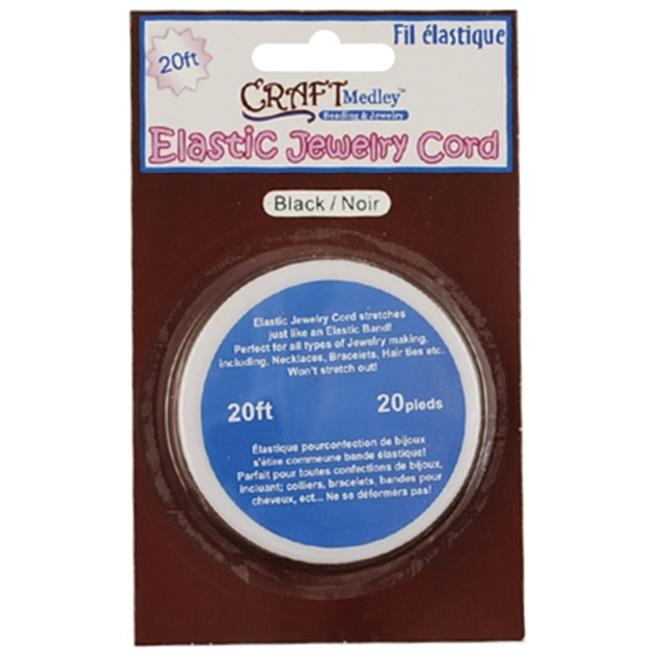 20ft
Fil élastique
CRAFT Medley™
Beading & Jewelry
Elastic Jewelry Cord
Black / Noir
Elastic Jewelry Cord stretches
just like an Elastic Band!
Perfect for all types of Jewelry making,
including, Necklaces, Bracelets, Hair ties etc.
Won't stretch out!
20ft 20pieds
Élastique pourconfection de bijoux
s'étire commeune bande élastique!
Parfait pour toutes confections de bijoux,
incluant; colliers, bracelets, bandes pour
cheveux, ect... Ne se déforméra pas!